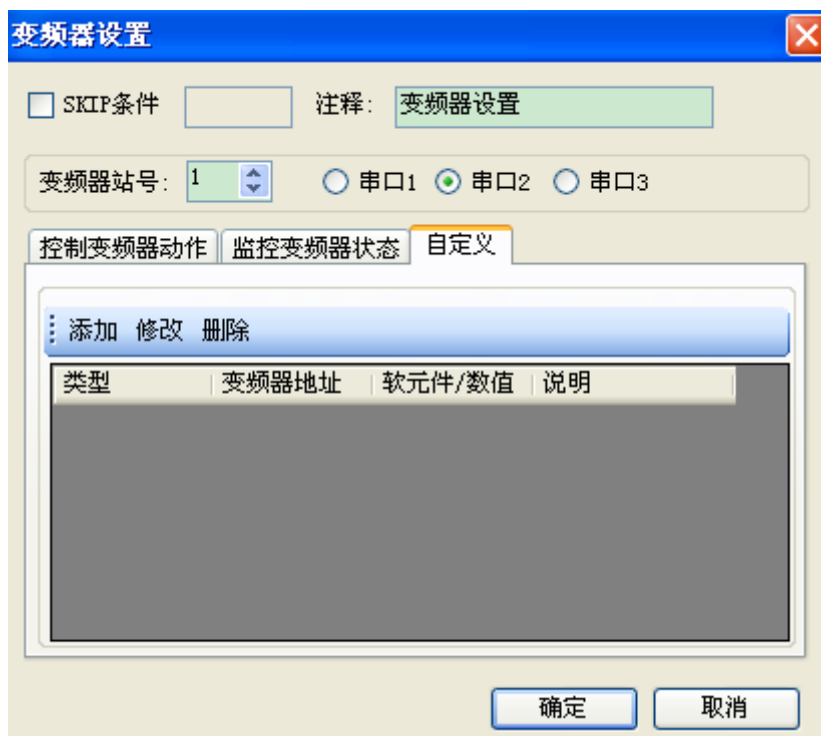 变频器设置
SKIP条件 注释: 变频器设置
变频器站号: 1 串口1 串口2 串口3
控制变频器动作 监控变频器状态 自定义
添加 修改 删除
类型 变频器地址 软元件/数值 说明
确定 取消